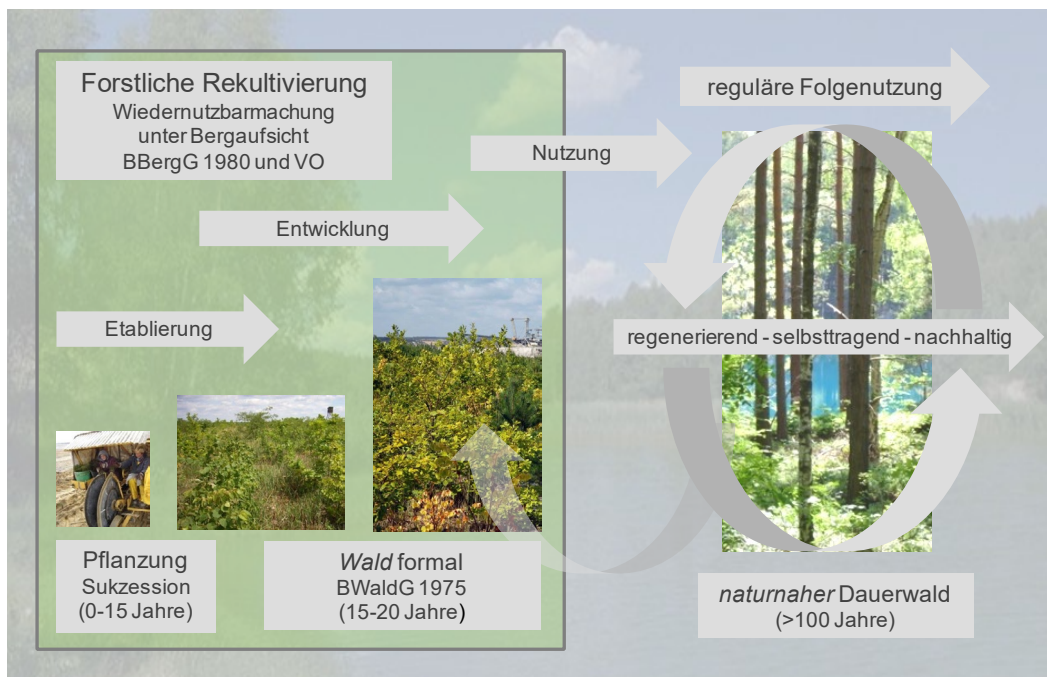 Forstliche Rekultivierung
Wiedernutzbarmachung
unter Bergaufsicht
BBergG 1980 und VO
reguläre Folgenutzung
Nutzung
Entwicklung
Etablierung
regenerierend - selbsttragend - nachhaltig
Pflanzung
Sukzession
(0-15 Jahre)
Wald formal
BWaldG 1975
(15-20 Jahre)
naturnaher Dauerwald
(>100 Jahre)